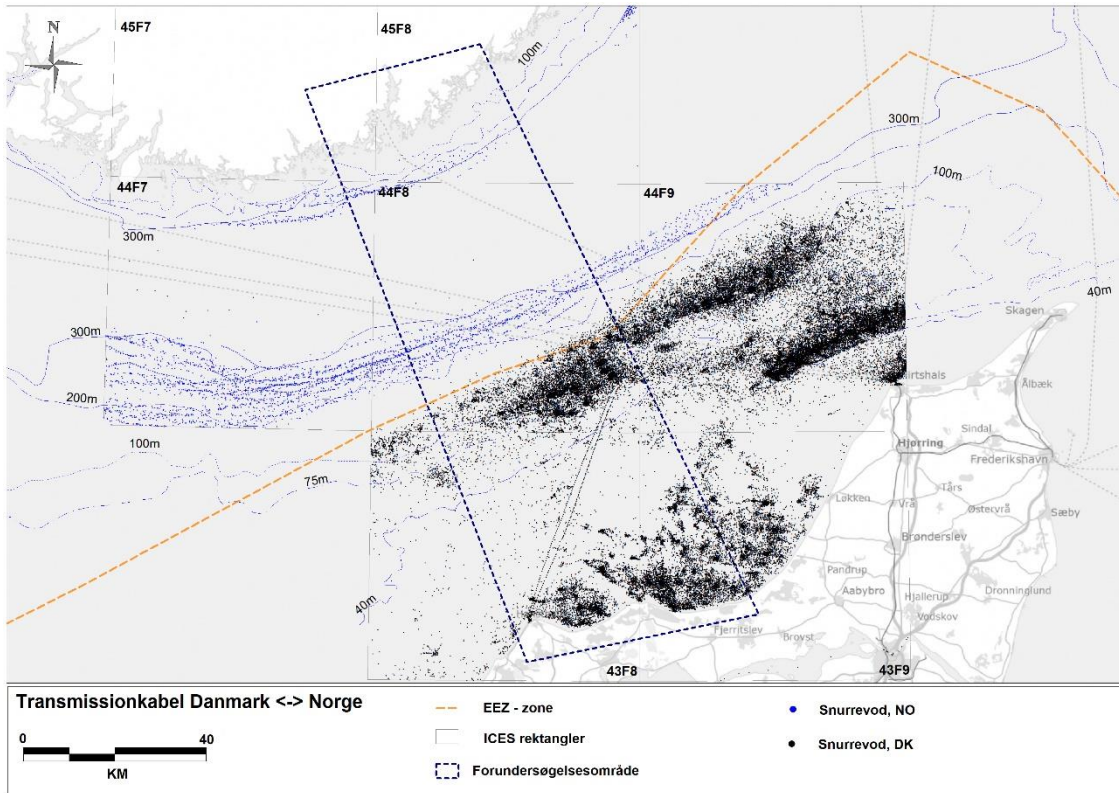 45F7
45F8
N
100m
300m
44F7
44F8
44F9
100m
300m
40m
Skagen
300m
irtshals
Ålbæk
200m
Sindal
Hjørring
100m
Frederikshavn
75m
Tårs
Løkken
Vrå
Østervrå
Sæby
Brønderslev
Pandrup
40m
Aabybro
Hjallerup
Dronninglund
Vodskov
Fjerritslev
Brovst
43F8
43F9
Transmissionkabel Danmark <-> Norge
0
40
KM
EEZ - zone
ICES rektangler
Forundersøgelsesområde
Snurrevod, NO
Snurrevod, DK